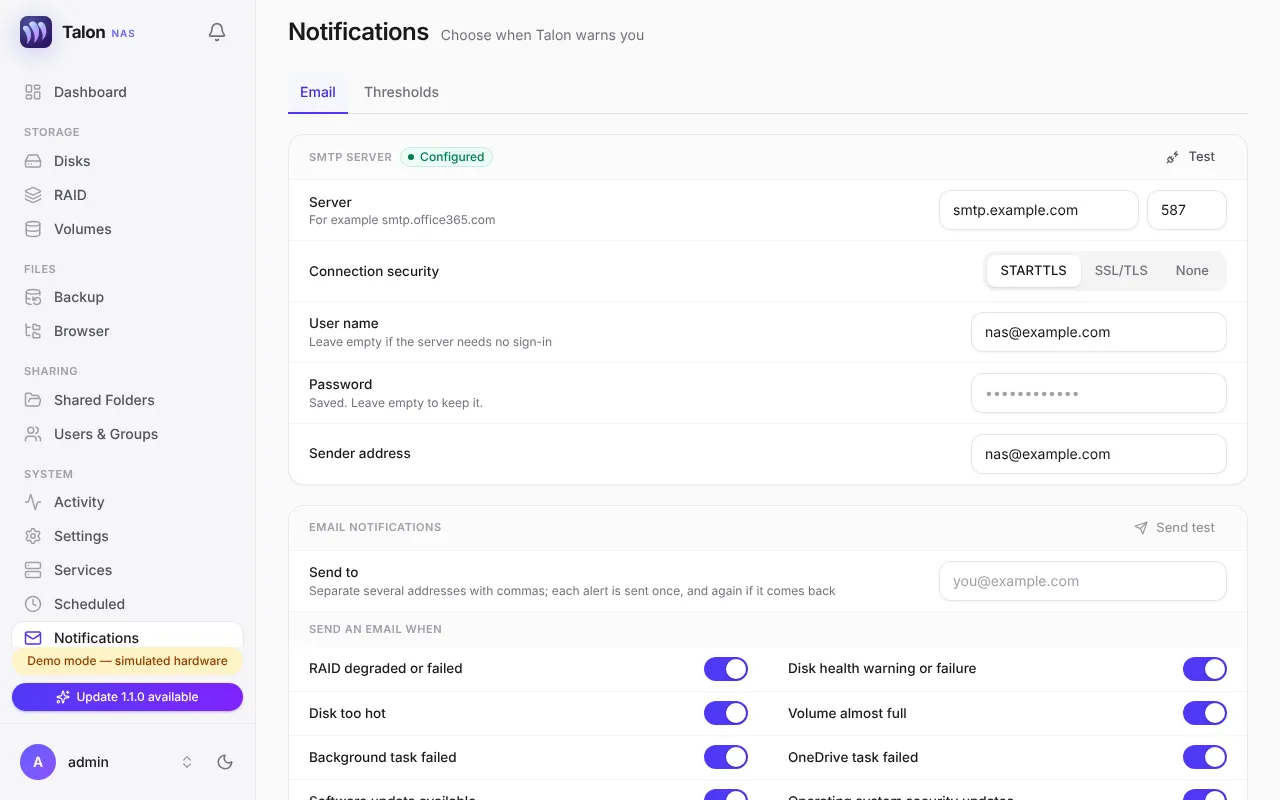 Talon NAS
Dashboard
STORAGE
Disks
RAID
Volumes
FILES
Backup
Browser
SHARING
Shared Folders
Users & Groups
SYSTEM
Activity
Settings
Services
Scheduled
Notifications
Demo mode — simulated hardware
Update 1.1.0 available
A admin
Notifications Choose when Talon warns you
Email Thresholds
SMTP SERVER Configured Test
Server
For example smtp.office365.com
smtp.example.com 587
Connection security STARTTLS SSL/TLS None
User name
Leave empty if the server needs no sign-in
nas@example.com
Password
Saved. Leave empty to keep it.
••••••••••••
Sender address nas@example.com
EMAIL NOTIFICATIONS Send test
Send to
Separate several addresses with commas; each alert is sent once, and again if it comes back
you@example.com
SEND AN EMAIL WHEN
RAID degraded or failed Disk health warning or failure
Disk too hot Volume almost full
Background task failed OneDrive task failed
Software update available Operating system security updates